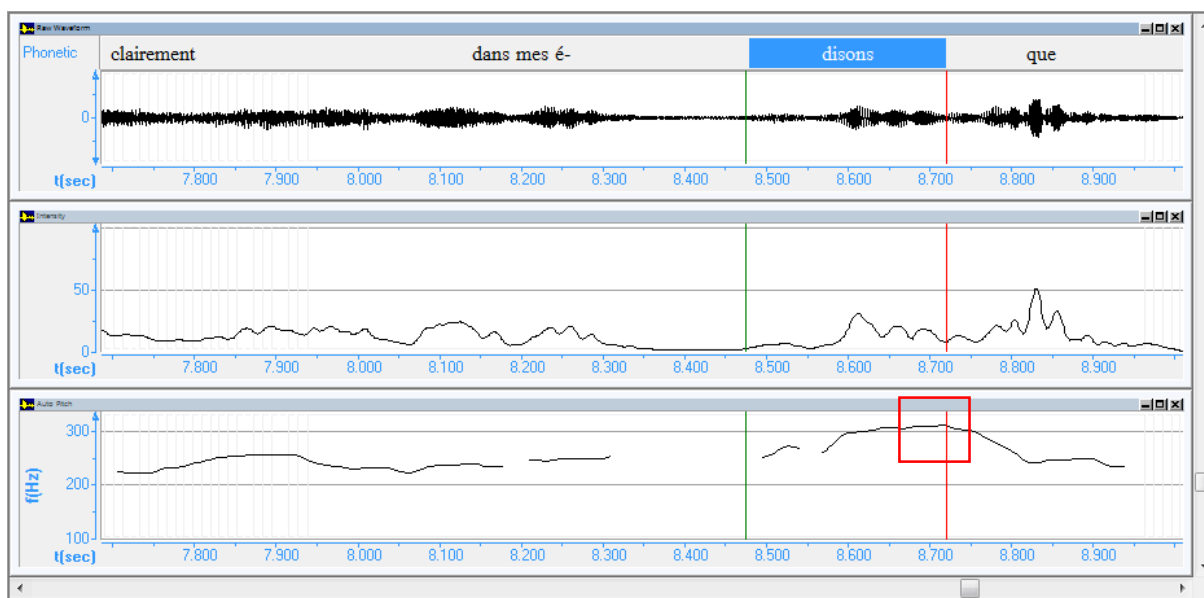 Raw Waveform
Phonetic clairement dans mes é- disons que
0
t(sec) 7.800 7.900 8.000 8.100 8.200 8.300 8.400 8.500 8.600 8.700 8.800 8.900
Intensity
50
0
t(sec) 7.800 7.900 8.000 8.100 8.200 8.300 8.400 8.500 8.600 8.700 8.800 8.900
Auto Pitch
300
f(Hz)
200
100
t(sec) 7.800 7.900 8.000 8.100 8.200 8.300 8.400 8.500 8.600 8.700 8.800 8.900